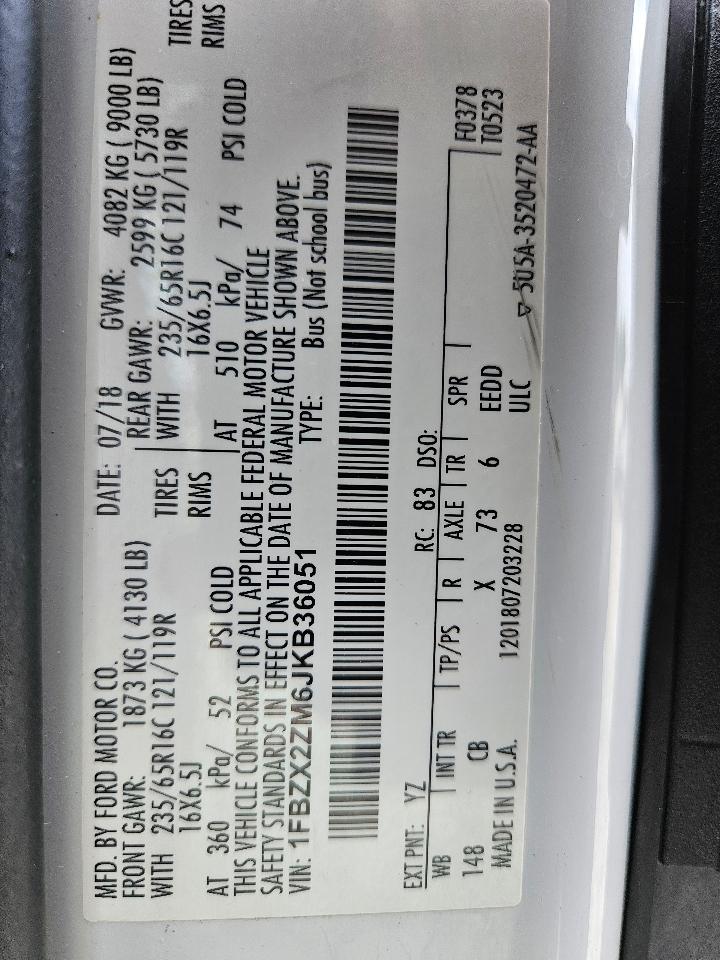 MFD. BY FORD MOTOR CO. DATE: 07/18 GVWR: 4082 KG ( 9000 LB)
FRONT GAWR: 1873 KG ( 4130 LB) REAR GAWR: 2599 KG ( 5730 LB)
WITH 235/65R16C 121/119R TIRES WITH 235/65R16C 121/119R TIRES
16X6.5J RIMS 16X6.5J RIMS
AT 360 kPa/ 52 PSI COLD AT 510 kPa/ 74 PSI COLD
THIS VEHICLE CONFORMS TO ALL APPLICABLE FEDERAL MOTOR VEHICLE
SAFETY STANDARDS IN EFFECT ON THE DATE OF MANUFACTURE SHOWN ABOVE.
VIN: 1FBZX2ZM6JKB36051 TYPE: Bus (Not school bus)
EXT PNT: YZ RC: 83 DSO:
WB INT TR TP/PS R AXLE TR SPR F0378
148 CB X 73 6 EEDD T0523
MADE IN U.S.A. 1201807203228 ULC ▽ 5U5A-3520472-AA